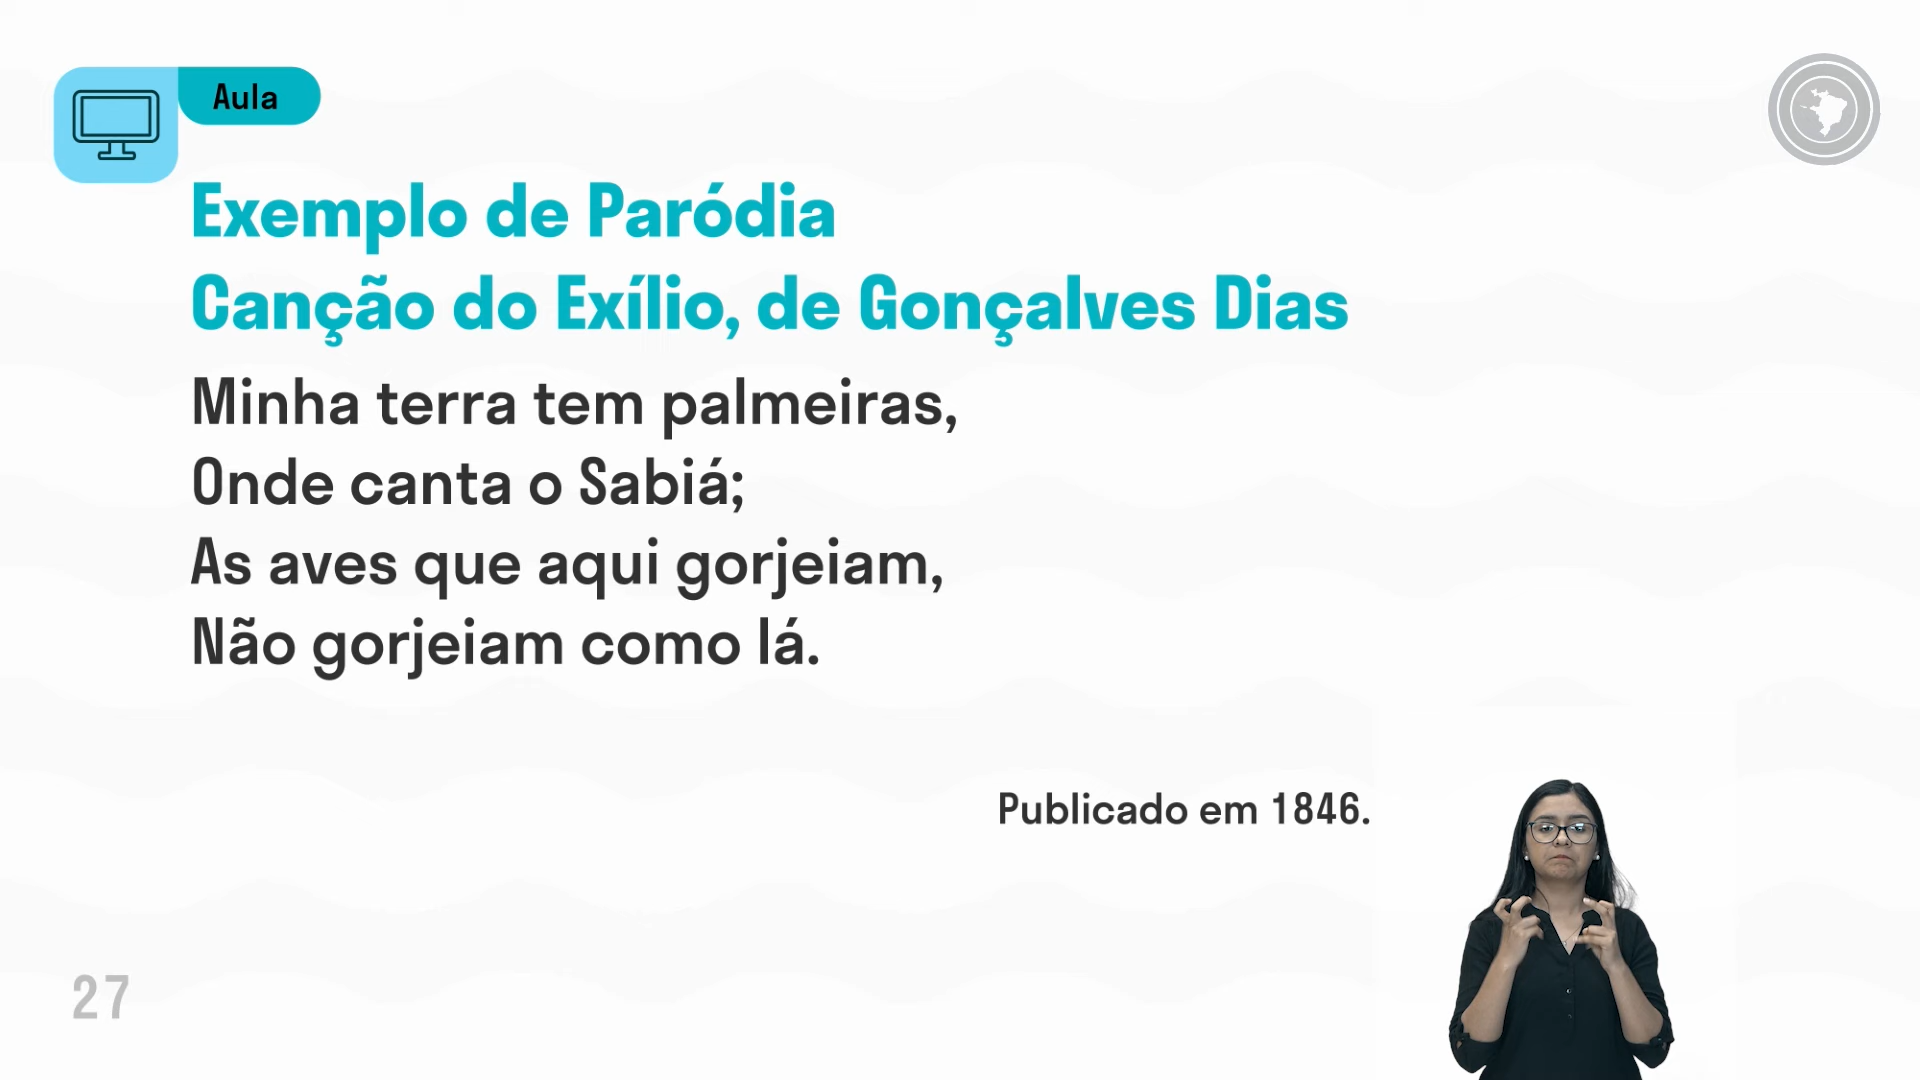 Aula
Exemplo de Paródia
Canção do Exílio, de Gonçalves Dias
Minha terra tem palmeiras,
Onde canta o Sabiá;
As aves que aqui gorjeiam,
Não gorjeiam como lá.
Publicado em 1846.
27